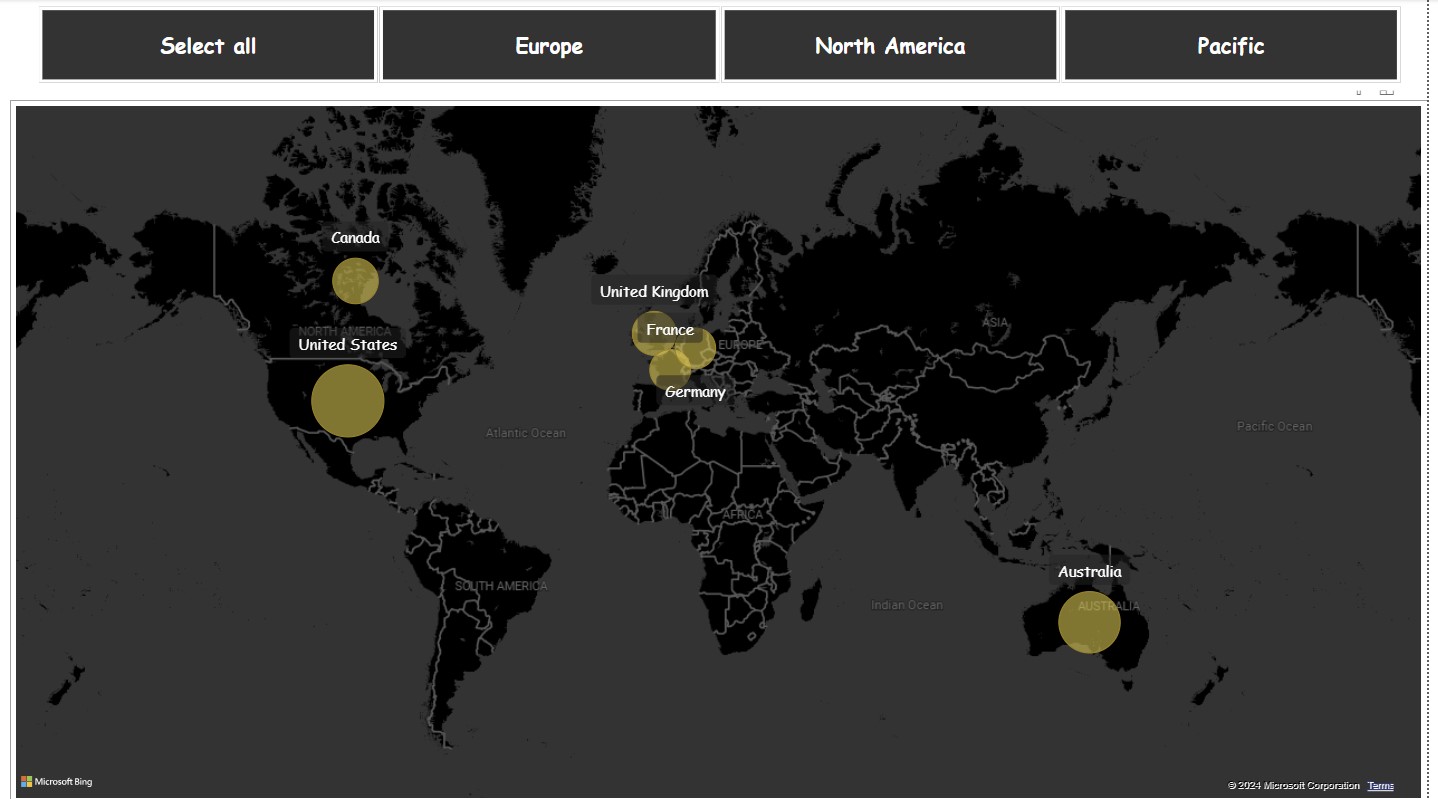 Select all
Europe
North America
Pacific
Canada
NORTH AMERICA
United States
United Kingdom
France
EUROPE
Germany
ASIA
Atlantic Ocean
Pacific Ocean
AFRICA
SOUTH AMERICA
Indian Ocean
Australia
AUSTRALIA
Microsoft Bing
© 2024 Microsoft Corporation Terms